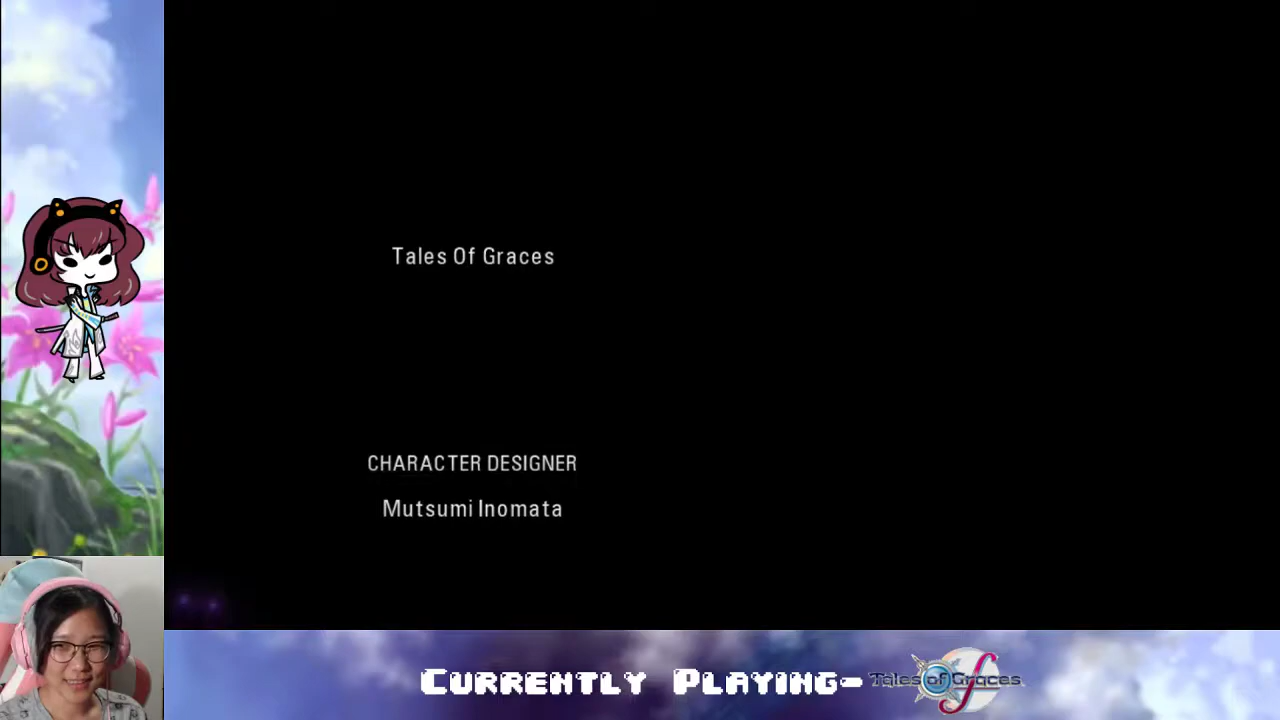 Tales Of Graces
CHARACTER DESIGNER
Mutsumi Inomata
CURRENTLY PLAYING-
Tales of Graces f